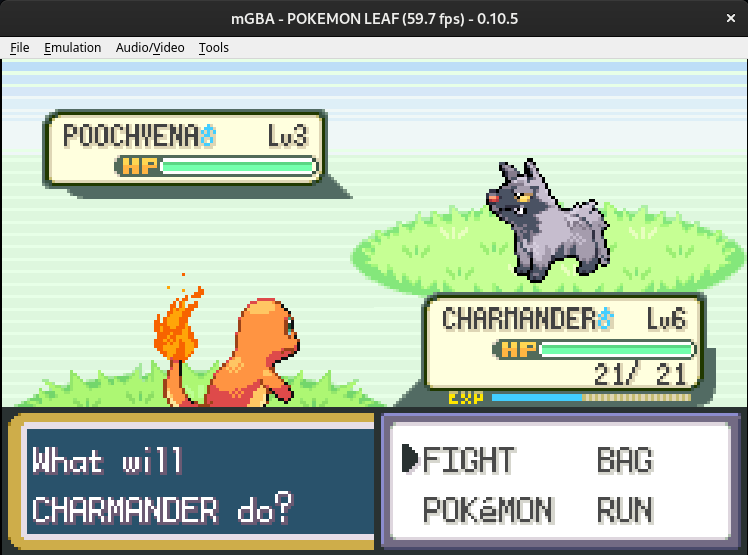 mGBA - POKEMON LEAF (59.7 fps) - 0.10.5
File Emulation Audio/Video Tools
POOCHYENA♂ Lv3
HP
CHARMANDER♂ Lv6
HP
21/ 21
EXP
What will
CHARMANDER do?
FIGHT BAG
POKéMON RUN